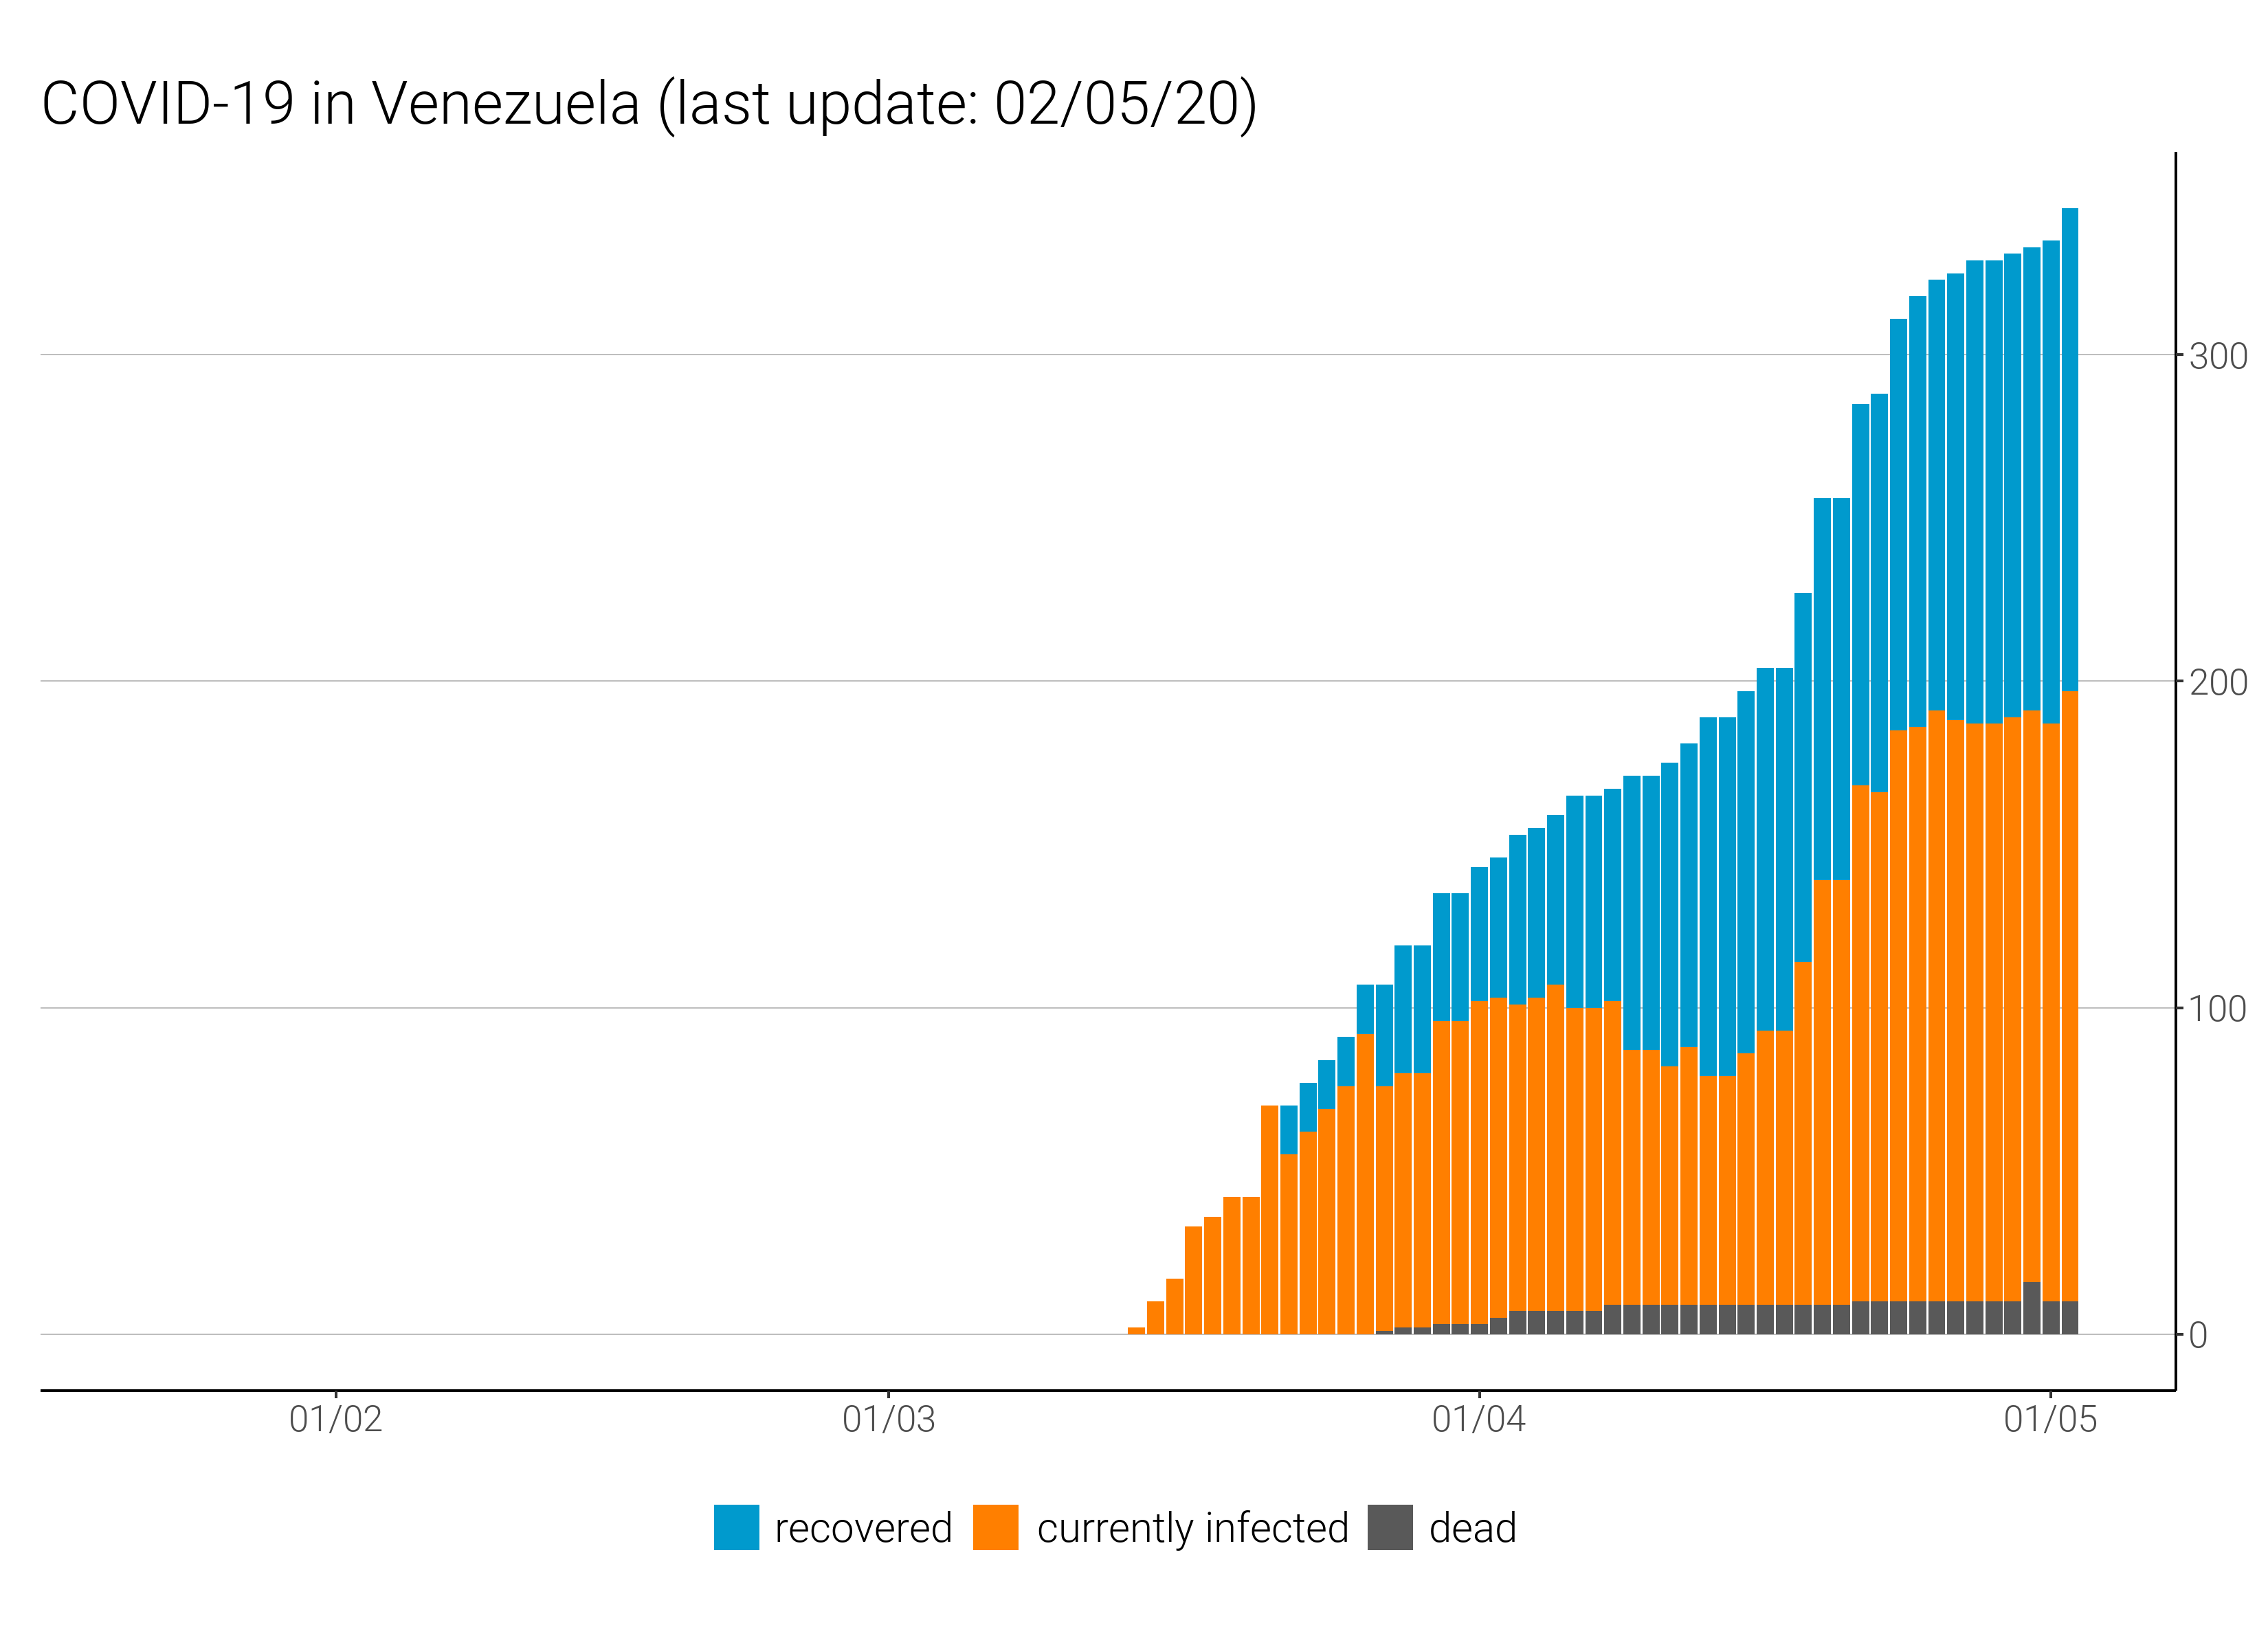 COVID-19 in Venezuela (last update: 02/05/20)
300
200
100
0
01/02 01/03 01/04 01/05
recovered currently infected dead